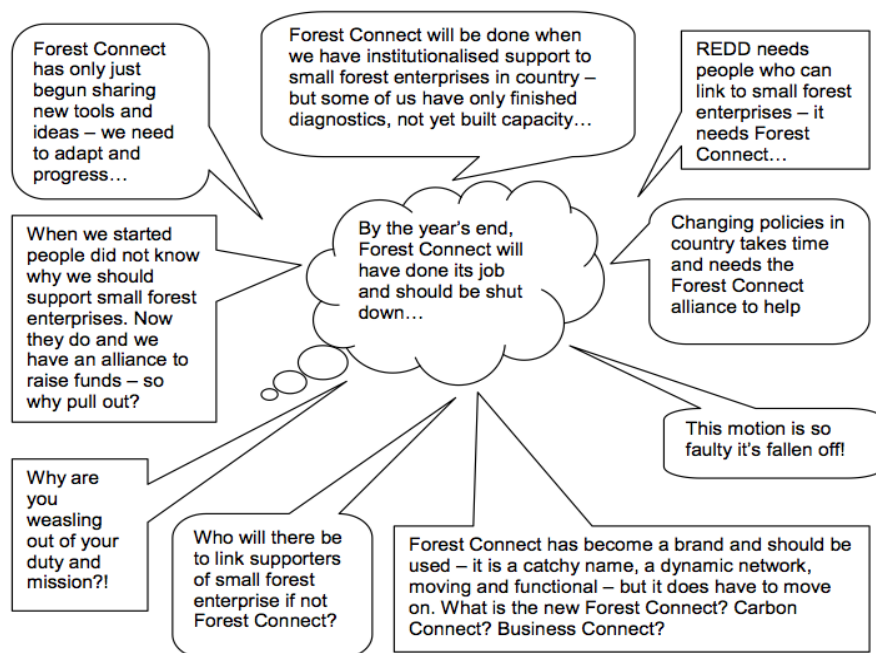 Forest Connect
has only just
begun sharing
new tools and
ideas – we need
to adapt and
progress…
Forest Connect will be done when
we have institutionalised support to
small forest enterprises in country –
but some of us have only finished
diagnostics, not yet built capacity…
REDD needs
people who can
link to small forest
enterprises – it
needs Forest
Connect…
When we started
people did not know
why we should
support small forest
enterprises. Now
they do and we
have an alliance to
raise funds – so
why pull out?
By the year’s end,
Forest Connect will
have done its job
and should be shut
down…
Changing policies in
country takes time
and needs the
Forest Connect
alliance to help
This motion is so
faulty it’s fallen off!
Why are
you
weasling
out of your
duty and
mission?!
Who will there be
to link supporters
of small forest
enterprise if not
Forest Connect?
Forest Connect has become a brand and should be
used – it is a catchy name, a dynamic network,
moving and functional – but it does have to move
on. What is the new Forest Connect? Carbon
Connect? Business Connect?